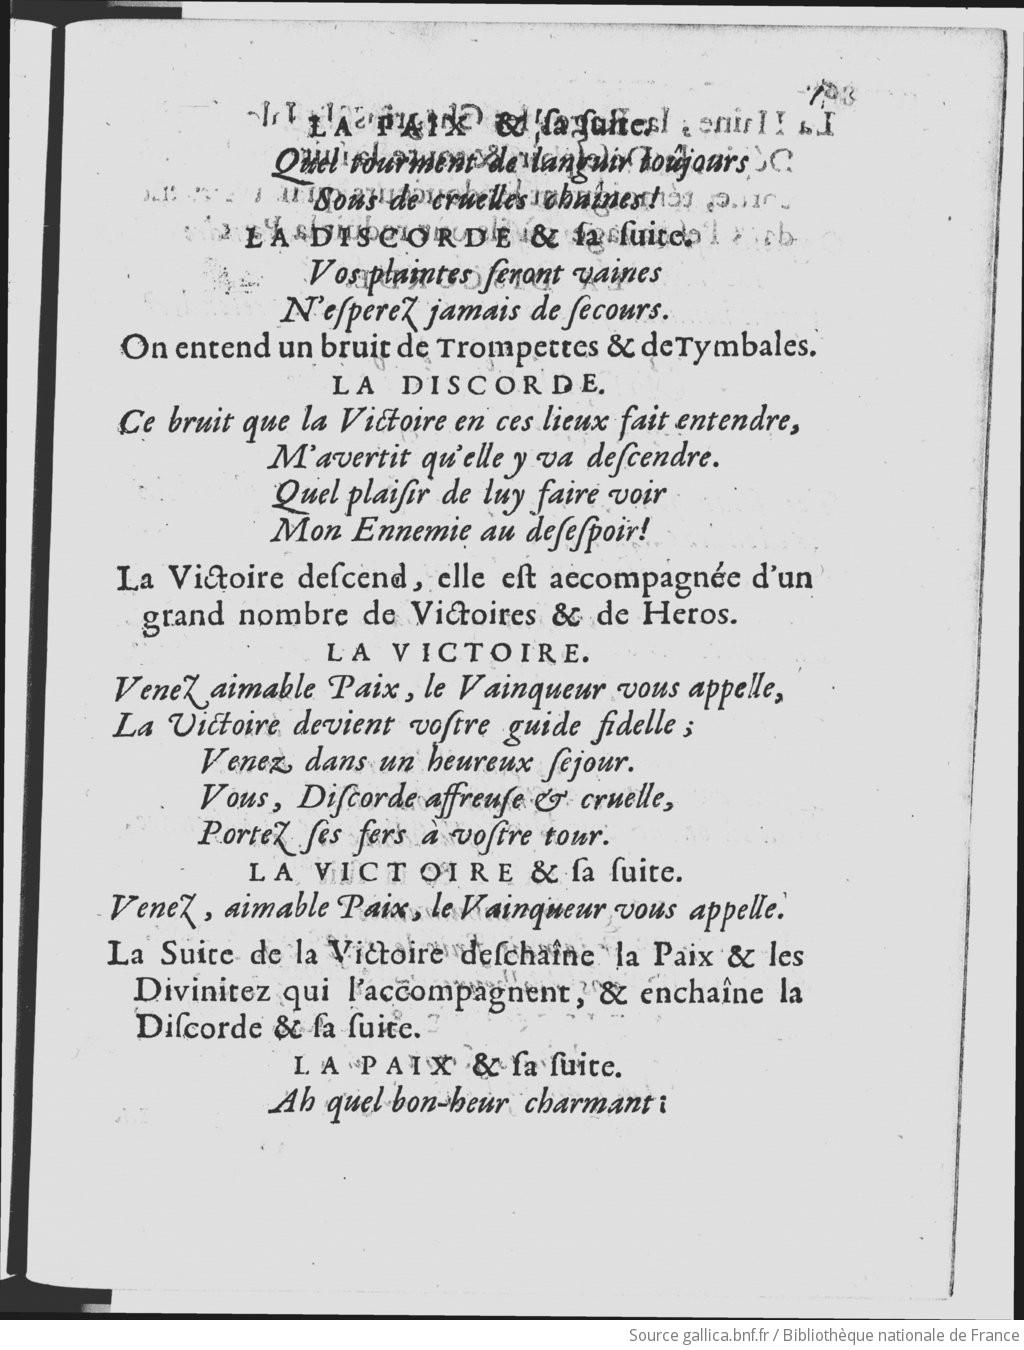 LA PAIX & ſa ſuite.
Quel tourment de languir toûjours
Sous de cruelles chaînes!
LA DISCORDE & ſa ſuite.
Vos plaintes ſeront vaines
N'eſperez jamais de ſecours.
On entend un bruit de Trompettes & de Tymbales.
LA DISCORDE.
Ce bruit que la Victoire en ces lieux fait entendre,
M'avertit qu'elle y va deſcendre.
Quel plaiſir de luy faire voir
Mon Ennemie au deſeſpoir!
La Victoire deſcend, elle eſt aecompagnée d'un
grand nombre de Victoires & de Heros.
LA VICTOIRE.
Venez aimable Paix, le Vainqueur vous appelle,
La Victoire devient voſtre guide fidelle;
Venez dans un heureux ſejour.
Vous, Diſcorde affreuſe & cruelle,
Portez ſes fers à voſtre tour.
LA VICTOIRE & ſa ſuite.
Venez, aimable Paix, le Vainqueur vous appelle.
La Suite de la Victoire deſchaîne la Paix & les
Divinitez qui l'accompagnent, & enchaîne la
Diſcorde & ſa ſuite.
LA PAIX & ſa ſuite.
Ah quel bon-heur charmant!
Source gallica.bnf.fr / Bibliothèque nationale de France